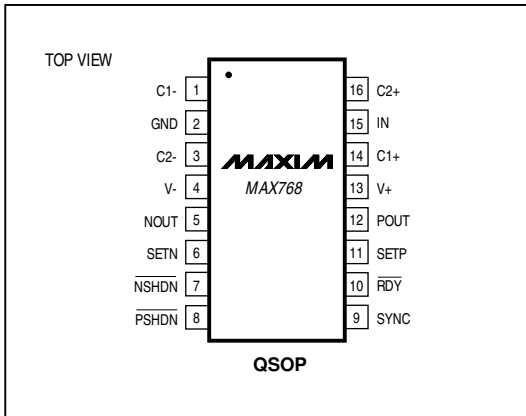 TOP VIEW
C1- 1 16 C2+
GND 2 15 IN
C2- 3 14 C1+
MAXIM
V- 4 MAX768 13 V+
NOUT 5 12 POUT
SETN 6 11 SETP
NSHDN 7 10 RDY
PSHDN 8 9 SYNC
QSOP